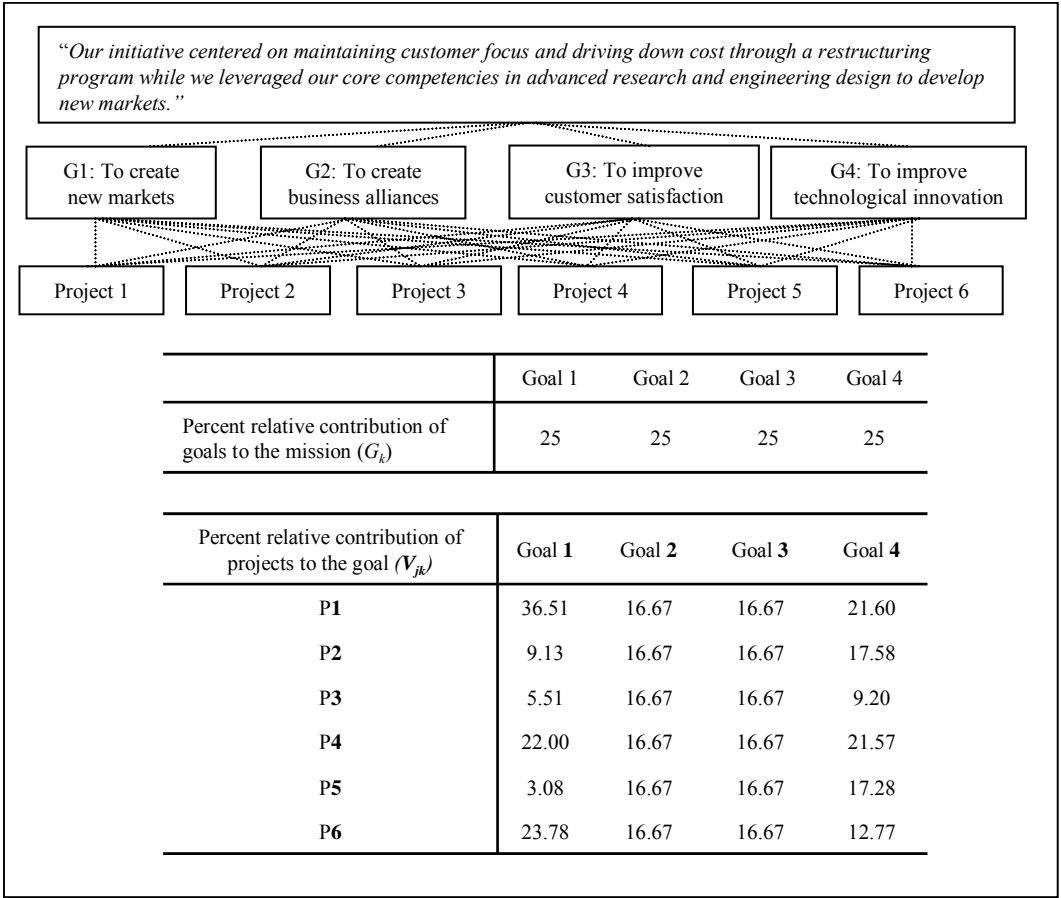 “Our initiative centered on maintaining customer focus and driving down cost through a restructuring
program while we leveraged our core competencies in advanced research and engineering design to develop
new markets.”
G1: To create
new markets
G2: To create
business alliances
G3: To improve
customer satisfaction
G4: To improve
technological innovation
Project 1 Project 2 Project 3 Project 4 Project 5 Project 6
Goal 1 Goal 2 Goal 3 Goal 4
Percent relative contribution of
goals to the mission (Gk) 25 25 25 25
Percent relative contribution of
projects to the goal (Vjk) Goal 1 Goal 2 Goal 3 Goal 4
P1 36.51 16.67 16.67 21.60
P2 9.13 16.67 16.67 17.58
P3 5.51 16.67 16.67 9.20
P4 22.00 16.67 16.67 21.57
P5 3.08 16.67 16.67 17.28
P6 23.78 16.67 16.67 12.77